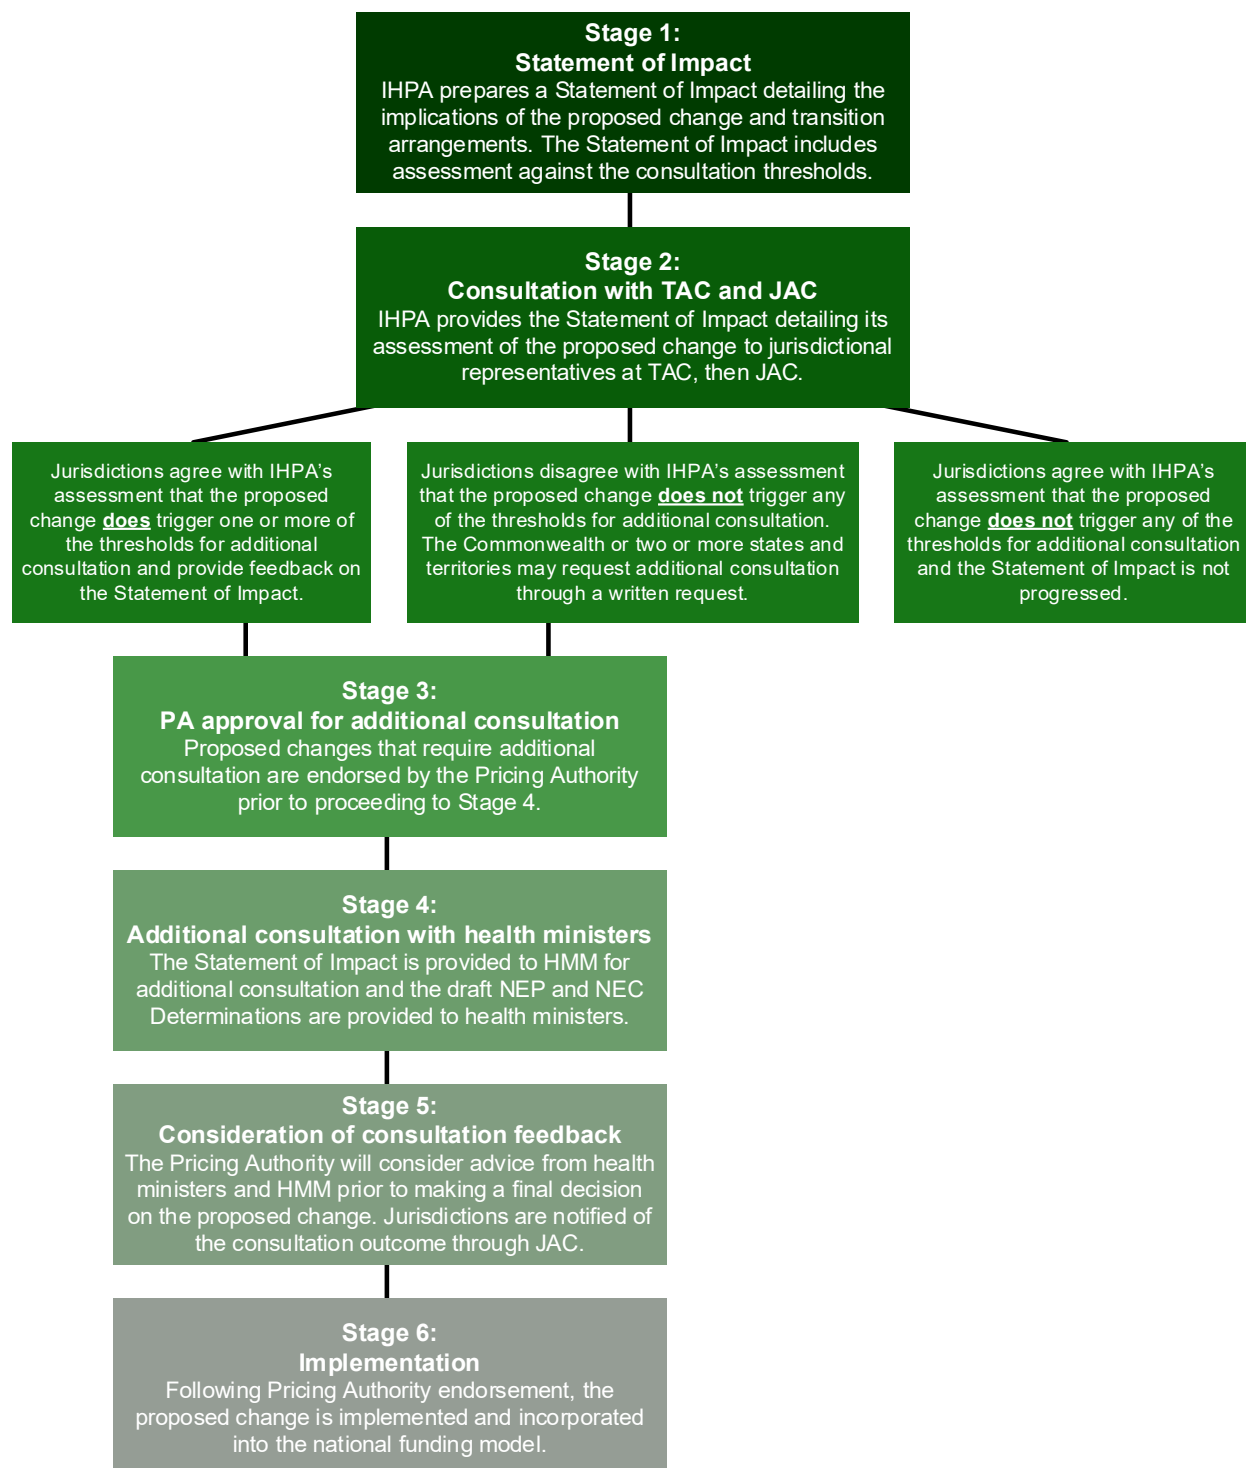 Stage 1:
Statement of Impact
IHPA prepares a Statement of Impact detailing the
implications of the proposed change and transition
arrangements. The Statement of Impact includes
assessment against the consultation thresholds.
Stage 2:
Consultation with TAC and JAC
IHPA provides the Statement of Impact detailing its
assessment of the proposed change to jurisdictional
representatives at TAC, then JAC.
Jurisdictions agree with IHPA's
assessment that the proposed
change does trigger one or more of
the thresholds for additional
consultation and provide feedback on
the Statement of Impact.
Jurisdictions disagree with IHPA's assessment
that the proposed change does not trigger any
of the thresholds for additional consultation.
The Commonwealth or two or more states and
territories may request additional consultation
through a written request.
Jurisdictions agree with IHPA's
assessment that the proposed
change does not trigger any of the
thresholds for additional consultation
and the Statement of Impact is not
progressed.
Stage 3:
PA approval for additional consultation
Proposed changes that require additional
consultation are endorsed by the Pricing Authority
prior to proceeding to Stage 4.
Stage 4:
Additional consultation with health ministers
The Statement of Impact is provided to HMM for
additional consultation and the draft NEP and NEC
Determinations are provided to health ministers.
Stage 5:
Consideration of consultation feedback
The Pricing Authority will consider advice from health
ministers and HMM prior to making a final decision
on the proposed change. Jurisdictions are notified of
the consultation outcome through JAC.
Stage 6:
Implementation
Following Pricing Authority endorsement, the
proposed change is implemented and incorporated
into the national funding model.